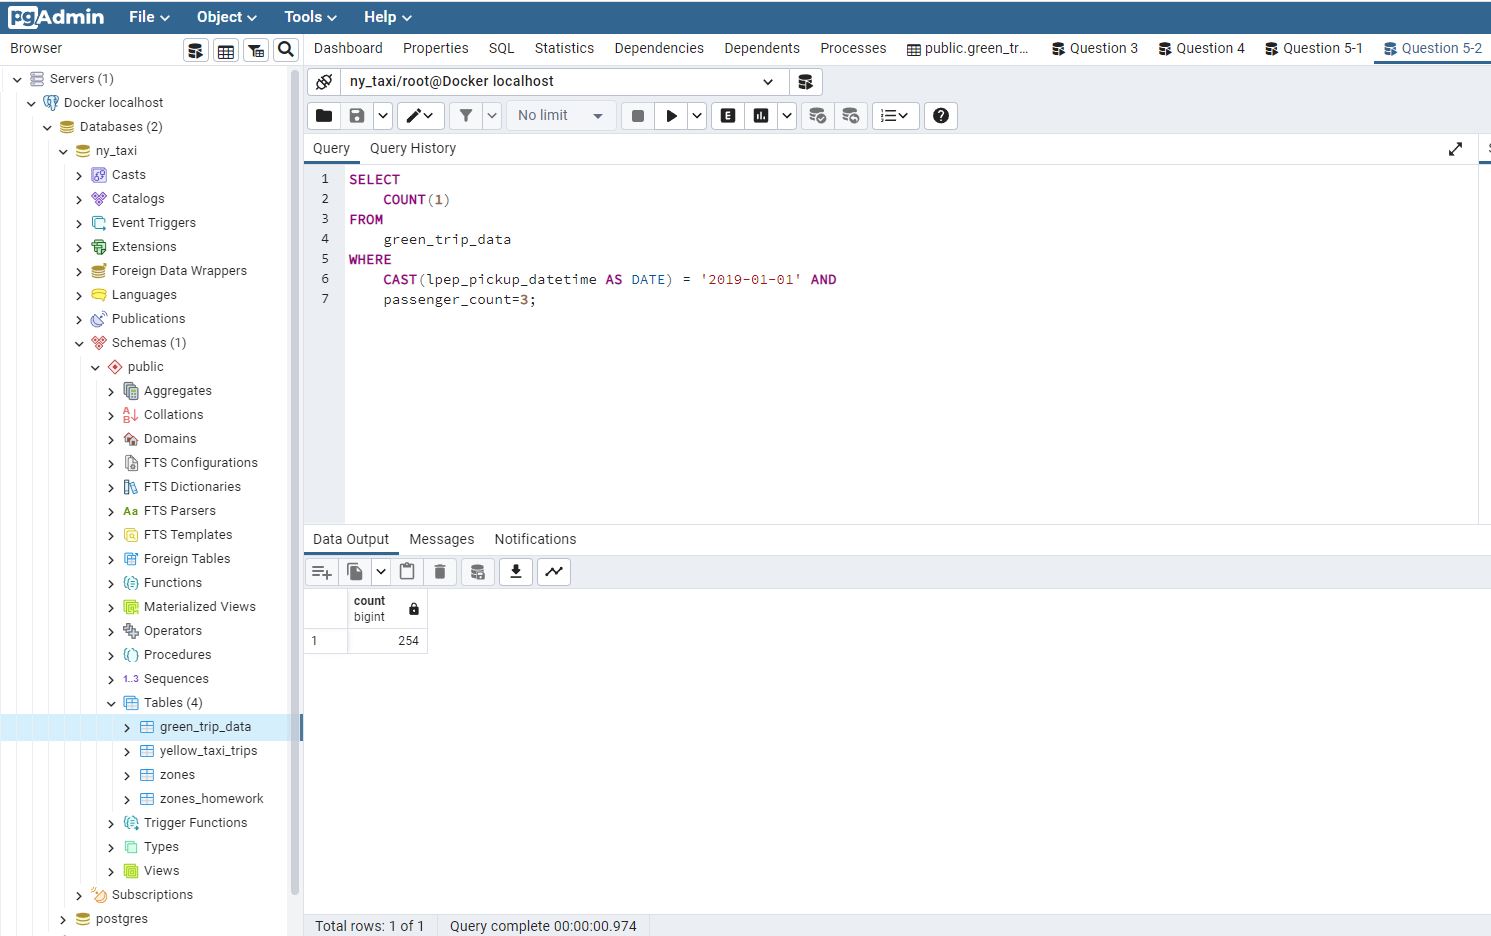 pgAdmin File Object Tools Help
Browser
Dashboard Properties SQL Statistics Dependencies Dependents Processes public.green_tr... Question 3 Question 4 Question 5-1 Question 5-2
Servers (1)
Docker localhost
Databases (2)
ny_taxi
Casts
Catalogs
Event Triggers
Extensions
Foreign Data Wrappers
Languages
Publications
Schemas (1)
public
Aggregates
Collations
Domains
FTS Configurations
FTS Dictionaries
Aa FTS Parsers
FTS Templates
Foreign Tables
Functions
Materialized Views
Operators
Procedures
1..3 Sequences
Tables (4)
green_trip_data
yellow_taxi_trips
zones
zones_homework
Trigger Functions
Types
Views
Subscriptions
postgres
ny_taxi/root@Docker localhost
No limit
E
Query Query History
1 SELECT
2 COUNT(1)
3 FROM
4 green_trip_data
5 WHERE
6 CAST(lpep_pickup_datetime AS DATE) = '2019-01-01' AND
7 passenger_count=3;
Data Output Messages Notifications
count
bigint
1 254
Total rows: 1 of 1 Query complete 00:00:00.974